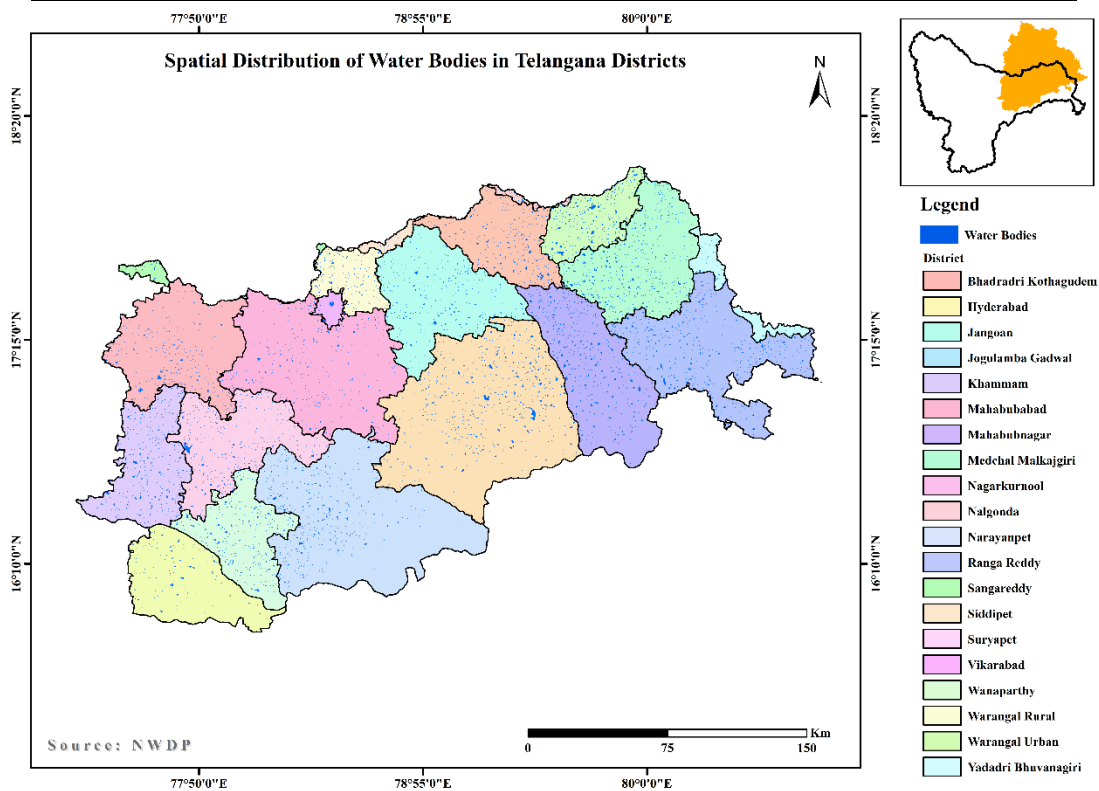 77°50'0"E 78°55'0"E 80°0'0"E
Spatial Distribution of Water Bodies in Telangana Districts
N
18°20'0"N 18°20'0"N
17°15'0"N 17°15'0"N
16°10'0"N 16°10'0"N
Source: NWDP
Km
0 75 150
77°50'0"E 78°55'0"E 80°0'0"E
Legend
Water Bodies
District
Bhadradri Kothagudem
Hyderabad
Jangoan
Jogulamba Gadwal
Khammam
Mahabubabad
Mahabubnagar
Medchal Malkajgiri
Nagarkurnool
Nalgonda
Narayanpet
Ranga Reddy
Sangareddy
Siddipet
Suryapet
Vikarabad
Wanaparthy
Warangal Rural
Warangal Urban
Yadadri Bhuvanagiri